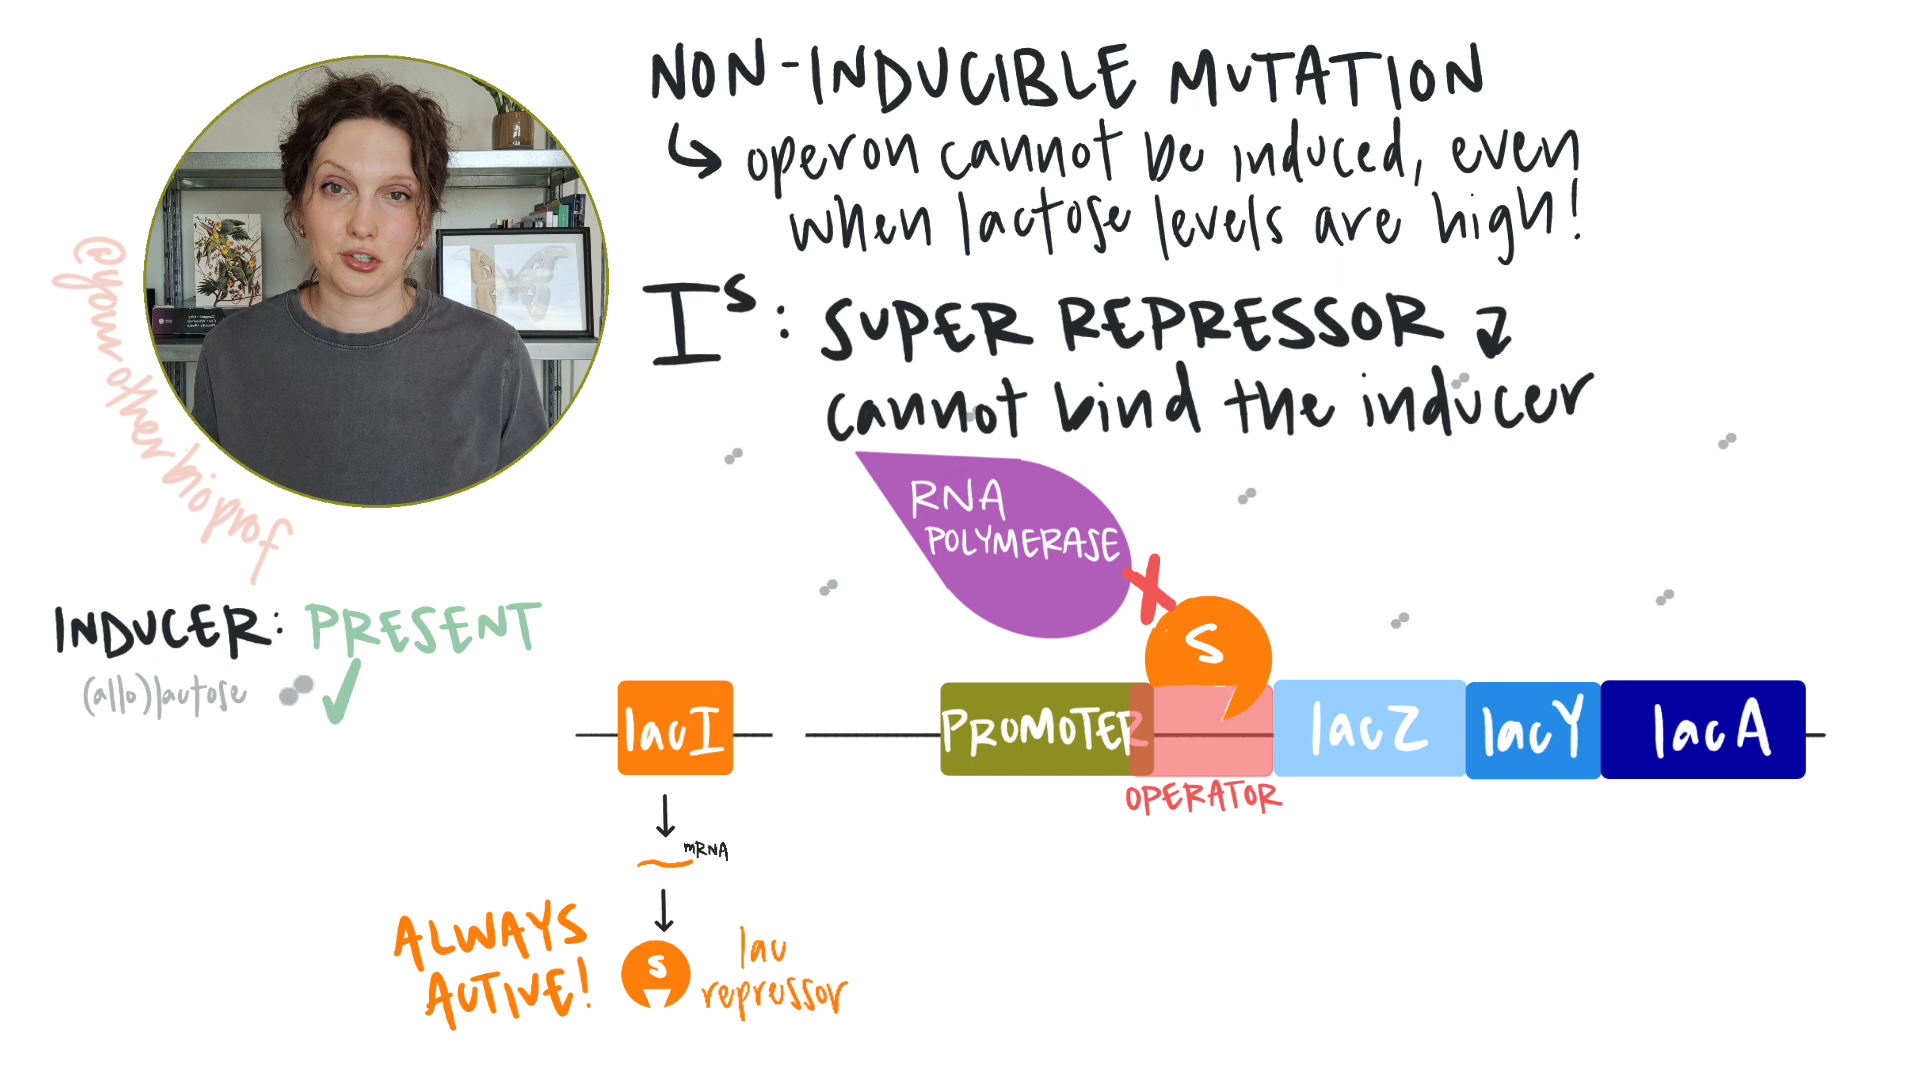 NON-INDUCIBLE MUTATION
↳ operon cannot be induced, even
when lactose levels are high!
Iˢ: SUPER REPRESSOR
cannot bind the inducer
@yourotherbioprof
RNA
POLYMERASE
X
S
INDUCER: PRESENT
(allo)lactose ✓
lacI
PROMOTER
lacZ
lacY
lacA
OPERATOR
mRNA
ALWAYS
ACTIVE!
S
lac
repressor